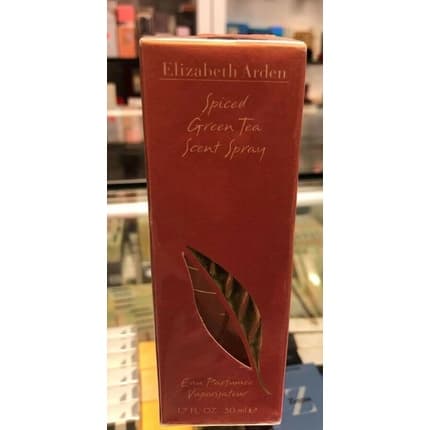 Elizabeth Arden
Spiced
Green Tea
Scent Spray
Eau Parfumée
Vaporisateur
1.7 FL. OZ. 50 ml e